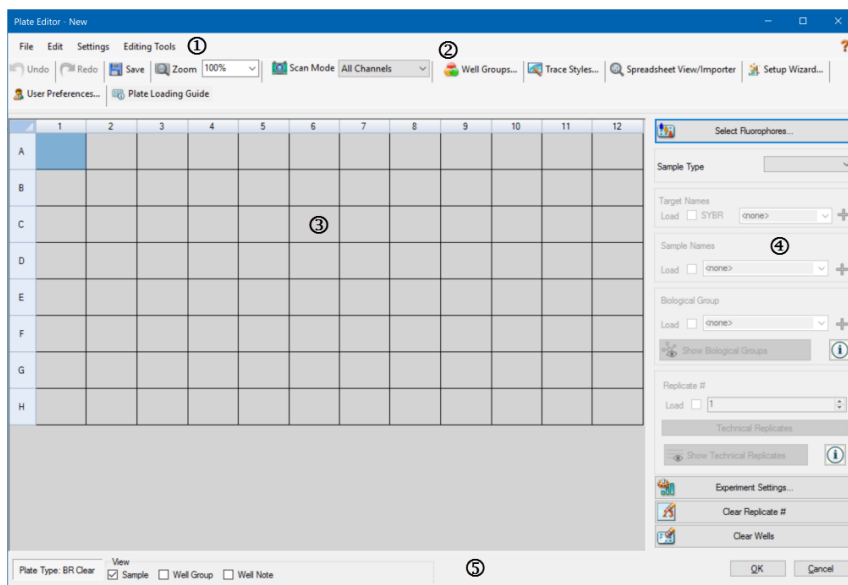 Plate Editor - New
File Edit Settings Editing Tools ① ② ?
Undo Redo Save Zoom 100% Scan Mode All Channels Well Groups... Trace Styles... Spreadsheet View/Importer Setup Wizard...
User Preferences... Plate Loading Guide
1 2 3 4 5 6 7 8 9 10 11 12
A
B
C ③
D
E
F
G
H
Select Fluorophores...
Sample Type
Target Names
Load SYBR <none>
Sample Names ④
Load <none>
Biological Group
Load <none>
Show Biological Groups
Replicate #
Load 1
Technical Replicates
Show Technical Replicates
Experiment Settings...
Clear Replicate #
Clear Wells
Plate Type: BR Clear
View
Sample Well Group Well Note ⑤
OK Cancel